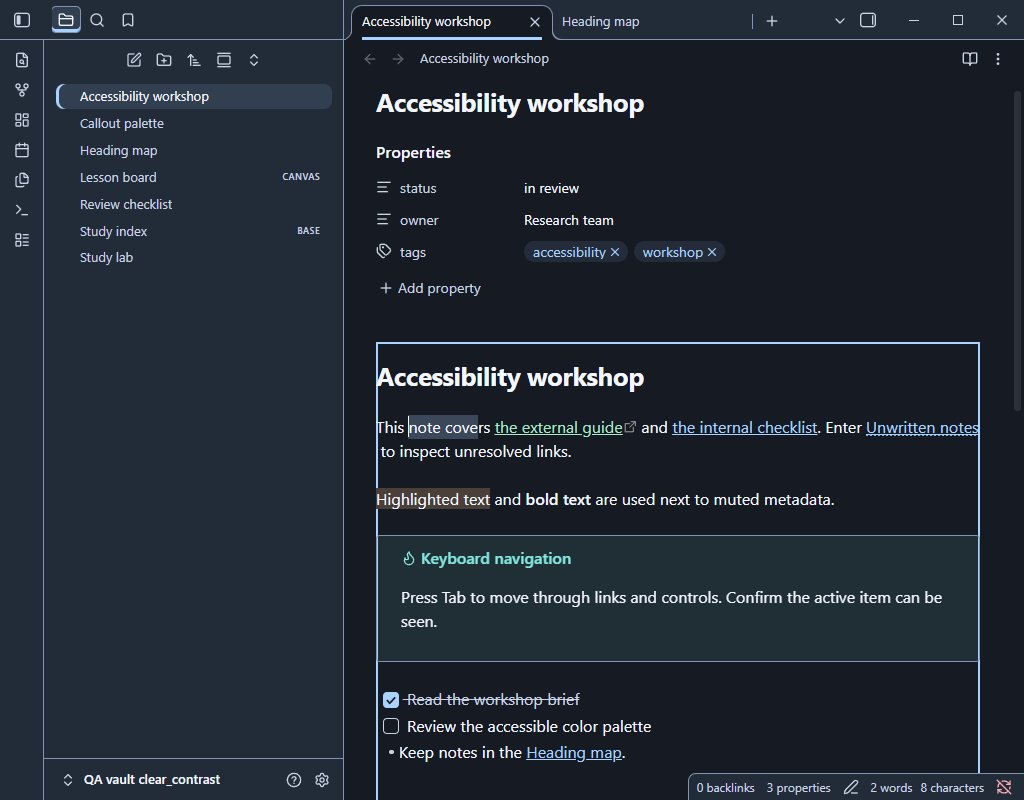 Accessibility workshop
Heading map
Accessibility workshop
Accessibility workshop
Callout palette
Heading map
Lesson board CANVAS
Review checklist
Study index BASE
Study lab
QA vault clear_contrast
Accessibility workshop
Properties
status in review
owner Research team
tags accessibility workshop
Add property
Accessibility workshop
This note covers the external guide and the internal checklist. Enter Unwritten notes
to inspect unresolved links.
Highlighted text and bold text are used next to muted metadata.
Keyboard navigation
Press Tab to move through links and controls. Confirm the active item can be
seen.
Read the workshop brief
Review the accessible color palette
• Keep notes in the Heading map.
0 backlinks 3 properties 2 words 8 characters